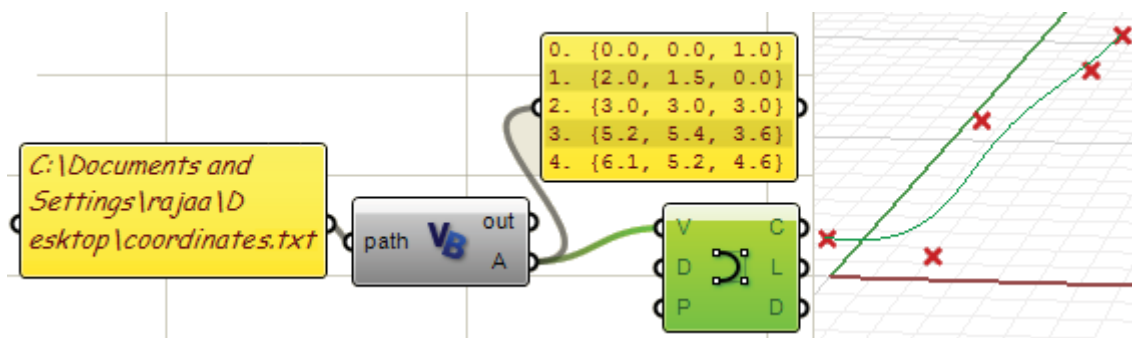 C:\Documents and
Settings\rajaa\D
esktop\coordinates.txt
path
VB
out
A
0. {0.0, 0.0, 1.0}
1. {2.0, 1.5, 0.0}
2. {3.0, 3.0, 3.0}
3. {5.2, 5.4, 3.6}
4. {6.1, 5.2, 4.6}
V C
D L
P D